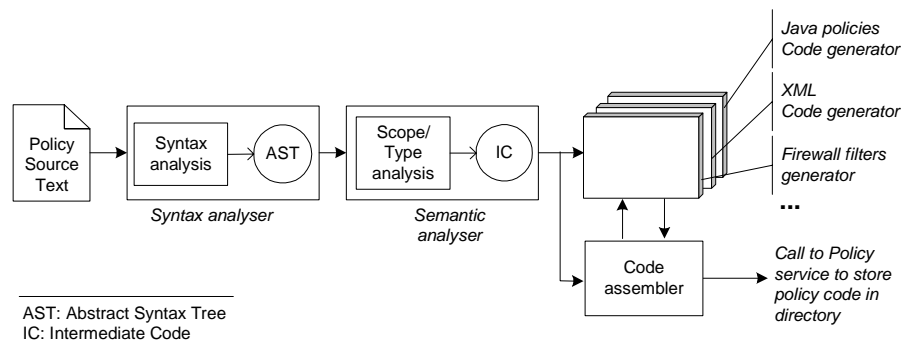 Java policies
Code generator
XML
Code generator
Firewall filters
generator
...
Policy
Source
Text
Syntax
analysis
AST
Syntax analyser
Scope/
Type
analysis
IC
Semantic
analyser
Code
assembler
Call to Policy
service to store
policy code in
directory
AST: Abstract Syntax Tree
IC: Intermediate Code